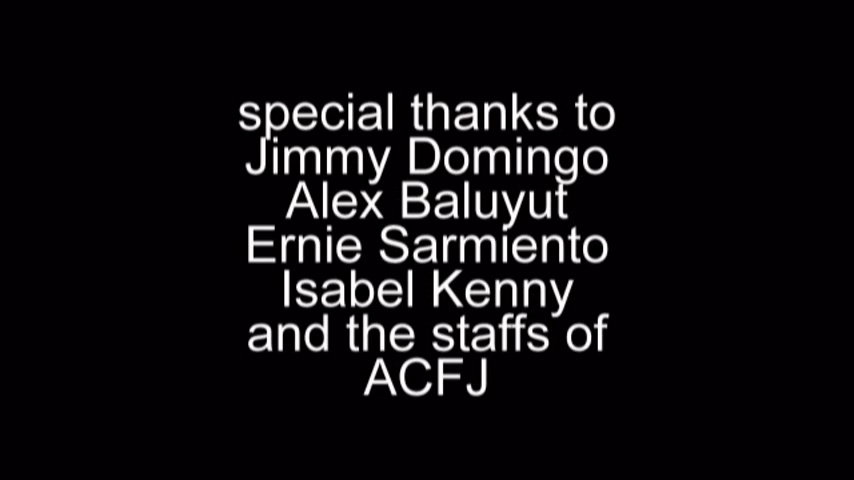 special thanks to
Jimmy Domingo
Alex Baluyut
Ernie Sarmiento
Isabel Kenny
and the staffs of
ACFJ